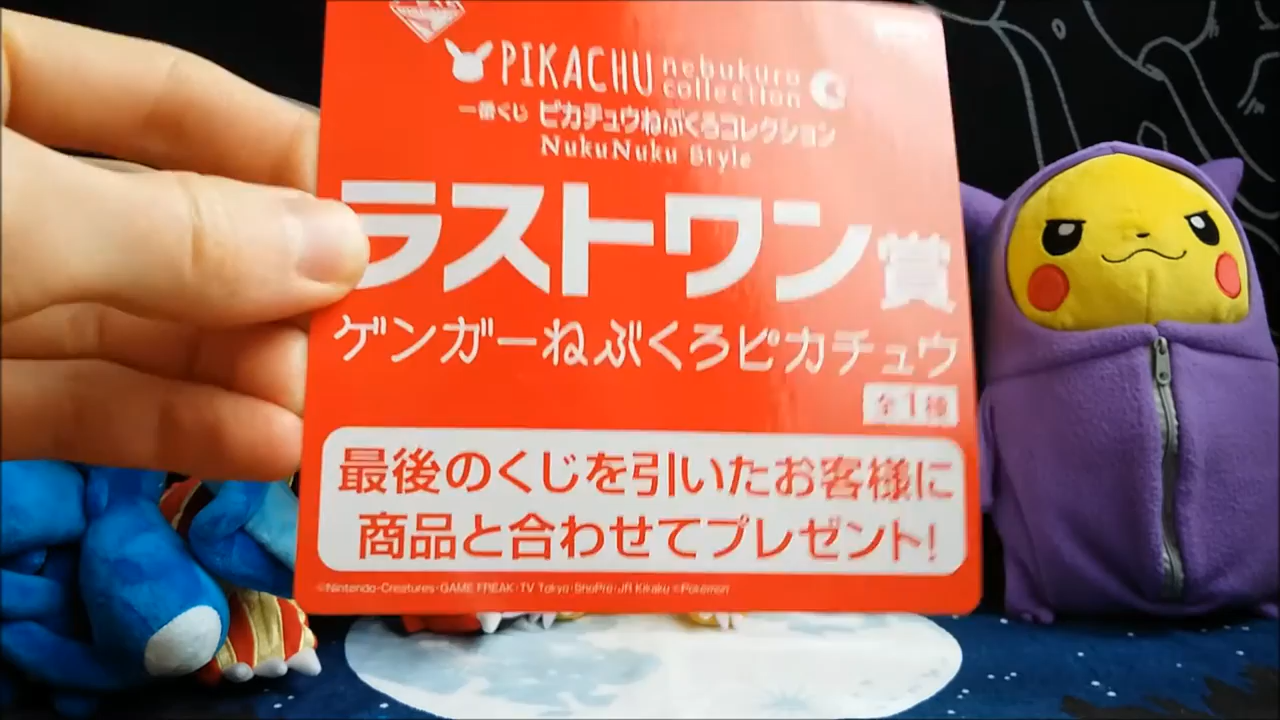 PIKACHU nebukuro collection
一番くじ ピカチュウねぶくろコレクション
NukuNuku Style
ラストワン賞
ゲンガーねぶくろピカチュウ
全1種
最後のくじを引いたお客様に
商品と合わせてプレゼント!
©Nintendo・Creatures・GAME FREAK・TV Tokyo・ShoPro・JR Kikaku ©Pokémon